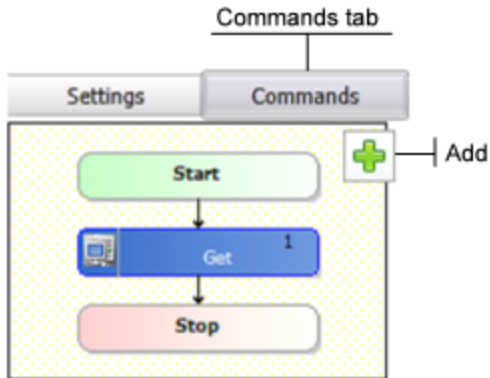 Commands tab
Settings
Commands
Add
Start
1
Get
Stop